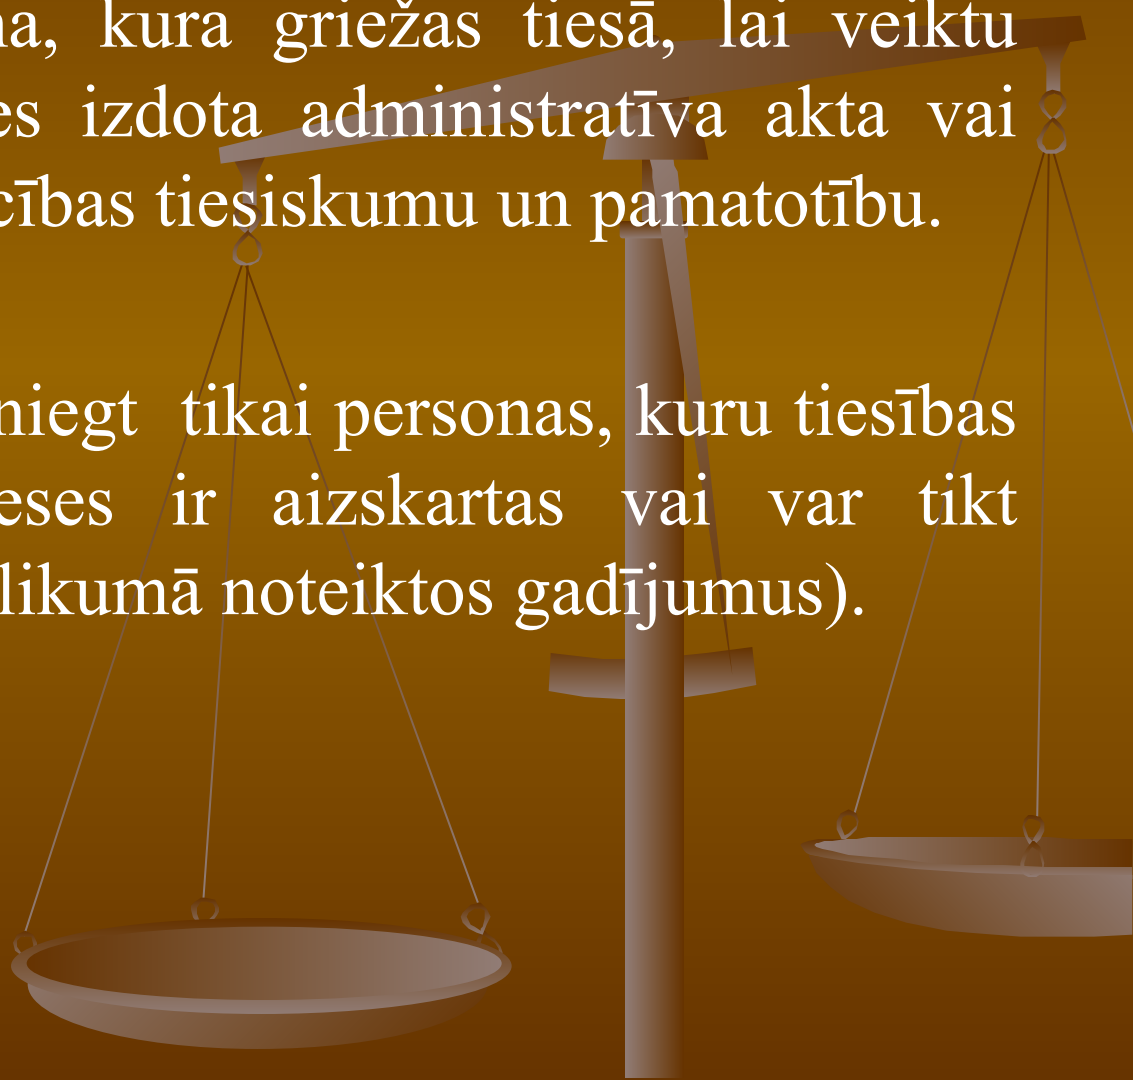 na, kura griežas tiesā, lai veiktu
es izdota administratīva akta vai
cības tiesiskumu un pamatotību.
niegt tikai personas, kuru tiesības
eses ir aizskartas vai var tikt
likumā noteiktos gadījumus).